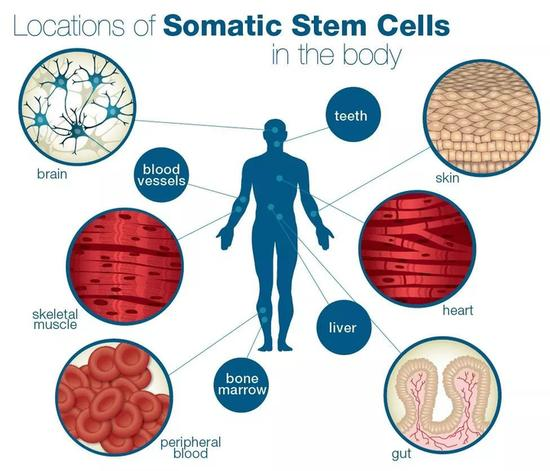 Locations of Somatic Stem Cells
in the body
teeth
brain
blood
vessels
skin
skeletal
muscle
heart
liver
bone
marrow
peripheral
blood
gut